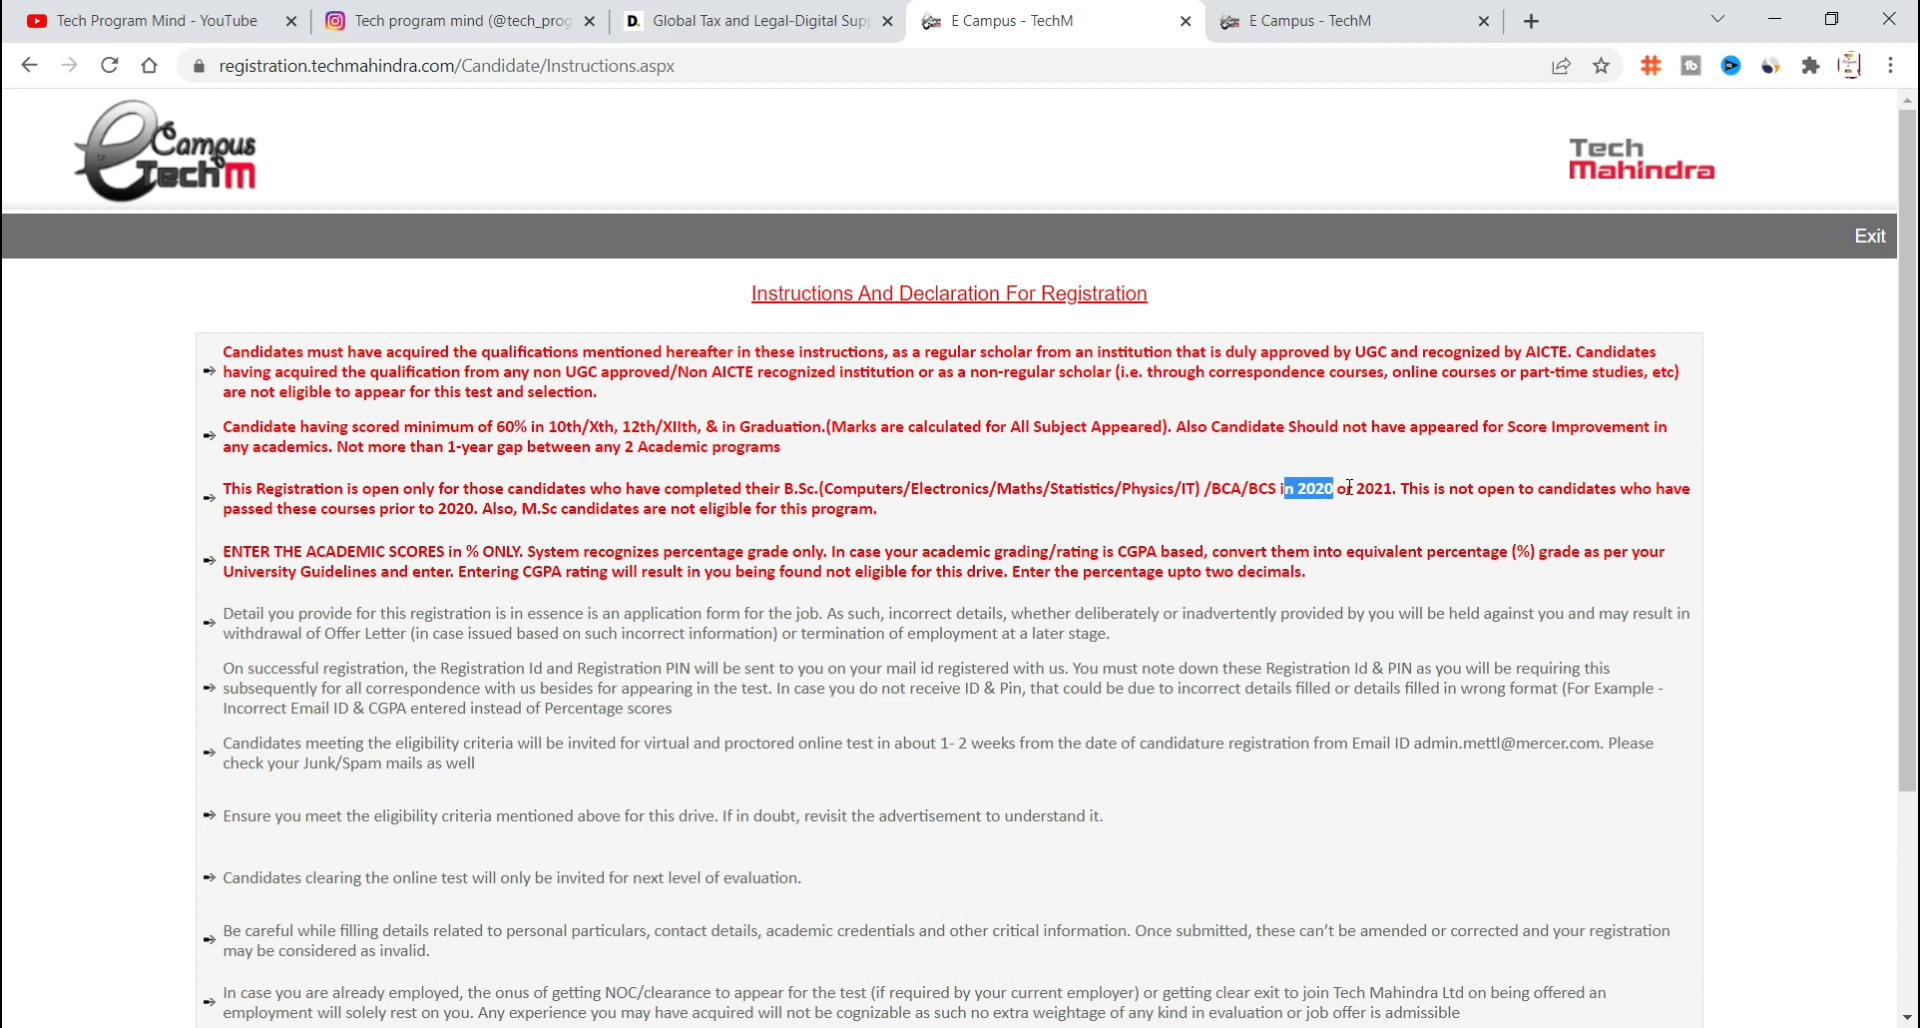 Tech Program Mind - YouTube
Tech program mind (@tech_prog
D. Global Tax and Legal-Digital Supp
E Campus - TechM
E Campus - TechM
registration.techmahindra.com/Candidate/Instructions.aspx
eCampus
TechM
Tech
Mahindra
Exit
Instructions And Declaration For Registration
Candidates must have acquired the qualifications mentioned hereafter in these instructions, as a regular scholar from an institution that is duly approved by UGC and recognized by AICTE. Candidates
having acquired the qualification from any non UGC approved/Non AICTE recognized institution or as a non-regular scholar (i.e. through correspondence courses, online courses or part-time studies, etc)
are not eligible to appear for this test and selection.
Candidate having scored minimum of 60% in 10th/Xth, 12th/XIIth, & in Graduation.(Marks are calculated for All Subject Appeared). Also Candidate Should not have appeared for Score Improvement in
any academics. Not more than 1-year gap between any 2 Academic programs
This Registration is open only for those candidates who have completed their B.Sc.(Computers/Electronics/Maths/Statistics/Physics/IT) /BCA/BCS in 2020 or 2021. This is not open to candidates who have
passed these courses prior to 2020. Also, M.Sc candidates are not eligible for this program.
ENTER THE ACADEMIC SCORES in % ONLY. System recognizes percentage grade only. In case your academic grading/rating is CGPA based, convert them into equivalent percentage (%) grade as per your
University Guidelines and enter. Entering CGPA rating will result in you being found not eligible for this drive. Enter the percentage upto two decimals.
Detail you provide for this registration is in essence is an application form for the job. As such, incorrect details, whether deliberately or inadvertently provided by you will be held against you and may result in
withdrawal of Offer Letter (in case issued based on such incorrect information) or termination of employment at a later stage.
On successful registration, the Registration Id and Registration PIN will be sent to you on your mail id registered with us. You must note down these Registration Id & PIN as you will be requiring this
subsequently for all correspondence with us besides for appearing in the test. In case you do not receive ID & Pin, that could be due to incorrect details filled or details filled in wrong format (For Example -
Incorrect Email ID & CGPA entered instead of Percentage scores
Candidates meeting the eligibility criteria will be invited for virtual and proctored online test in about 1- 2 weeks from the date of candidature registration from Email ID admin.mettl@mercer.com. Please
check your Junk/Spam mails as well
Ensure you meet the eligibility criteria mentioned above for this drive. If in doubt, revisit the advertisement to understand it.
Candidates clearing the online test will only be invited for next level of evaluation.
Be careful while filling details related to personal particulars, contact details, academic credentials and other critical information. Once submitted, these can't be amended or corrected and your registration
may be considered as invalid.
In case you are already employed, the onus of getting NOC/clearance to appear for the test (if required by your current employer) or getting clear exit to join Tech Mahindra Ltd on being offered an
employment will solely rest on you. Any experience you may have acquired will not be cognizable as such no extra weightage of any kind in evaluation or job offer is admissible